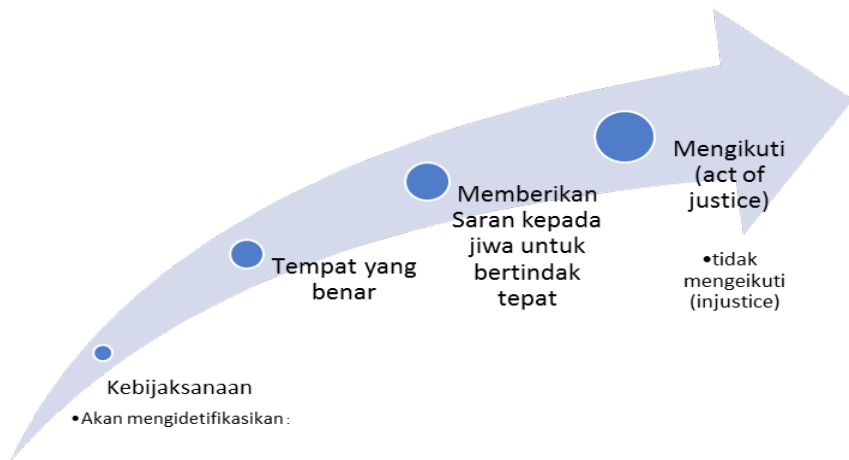 Kebijaksanaan
•Akan mengidetifikasikan :
Tempat yang
benar
Memberikan
Saran kepada
jiwa untuk
bertindak
tepat
Mengikuti
(act of
justice)
•tidak
mengeikuti
(injustice)